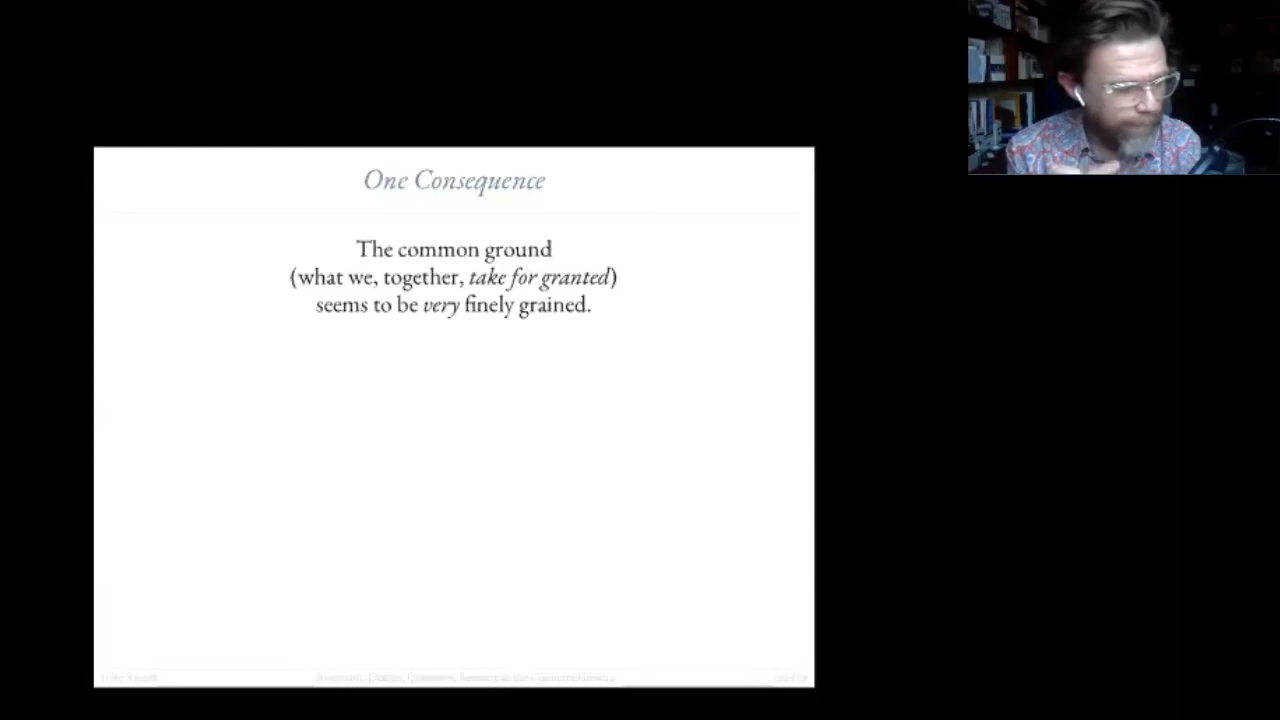 One Consequence
The common ground
(what we, together, take for granted)
seems to be very finely grained.